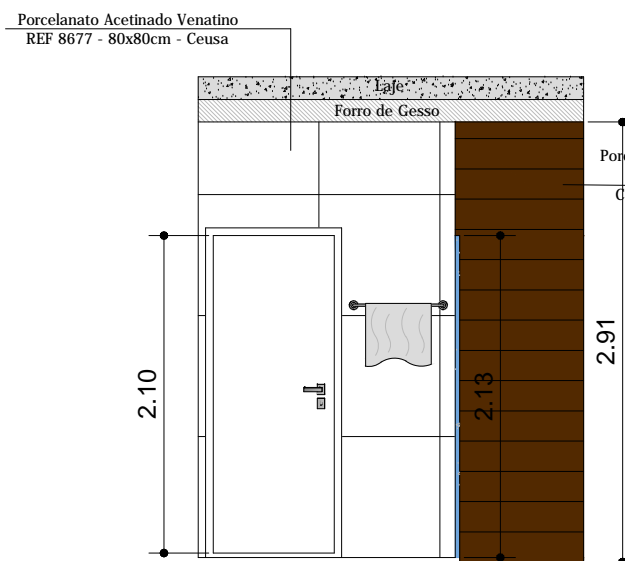 Porcelanato Acetinado Venatino
REF 8677 - 80x80cm - Ceusa
Laje
Forro de Gesso
2.10
2.13
2.91